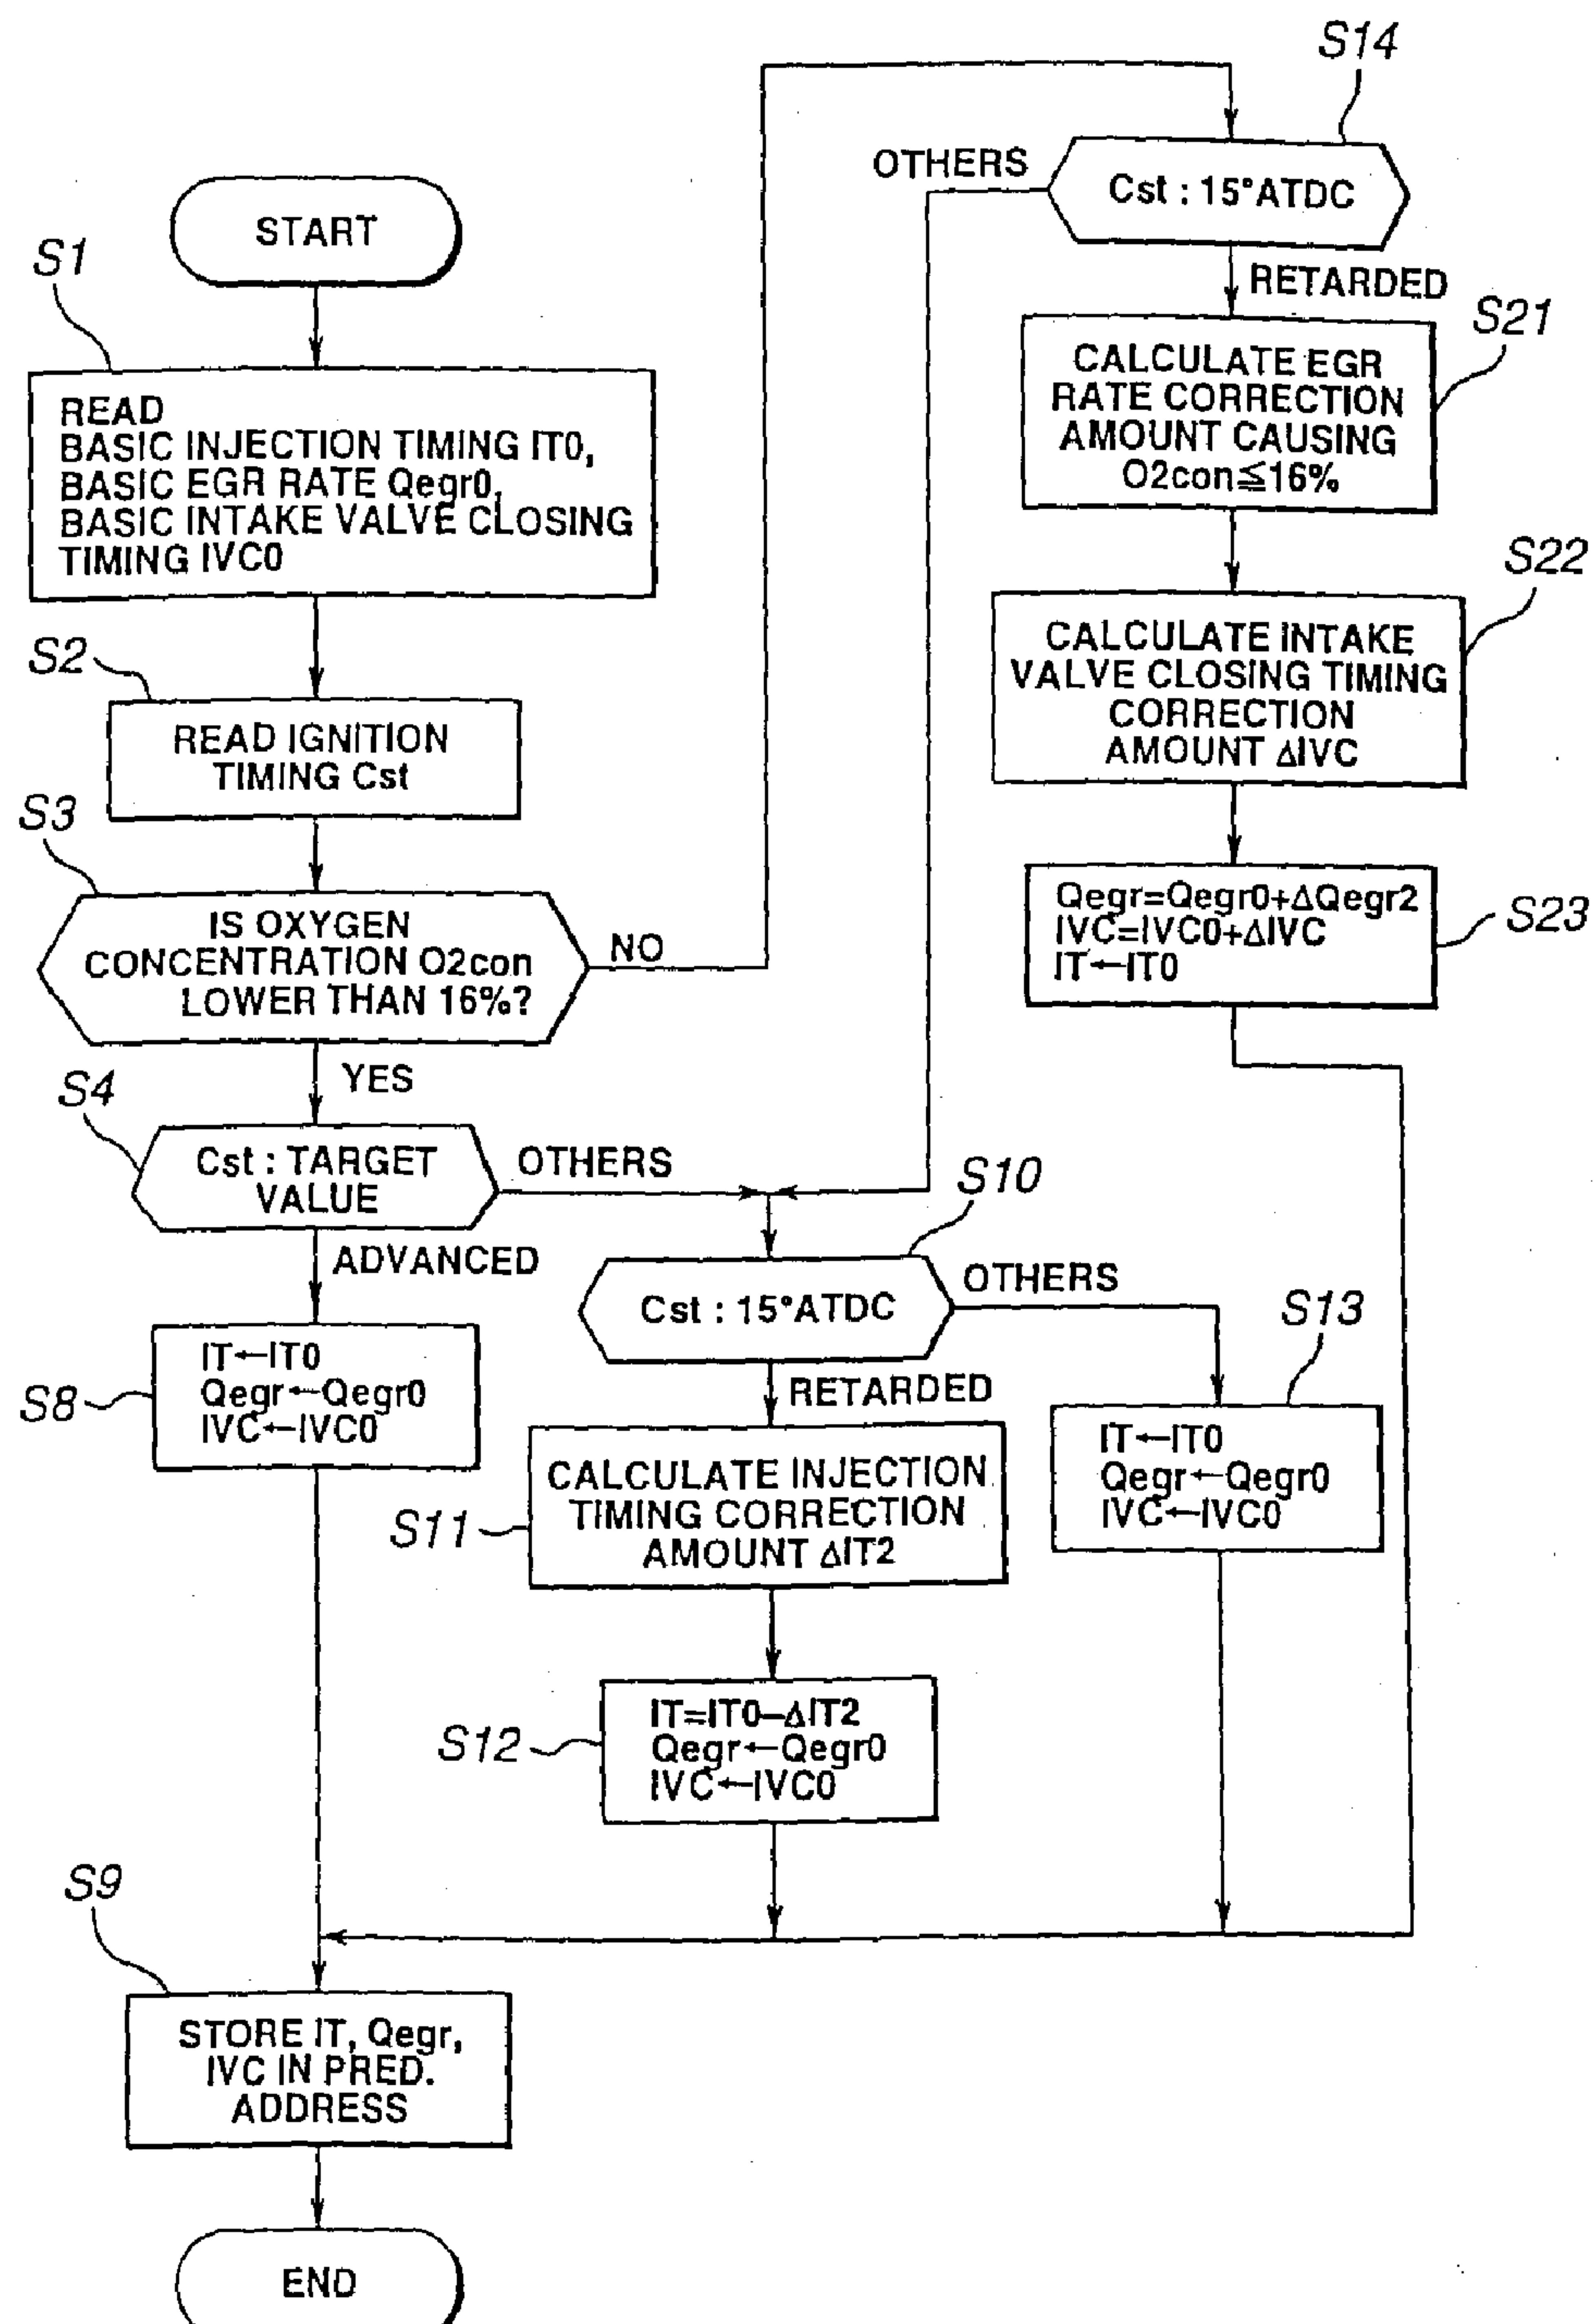 START
S1
READ
BASIC INJECTION TIMING IT0,
BASIC EGR RATE Qegr0,
BASIC INTAKE VALVE CLOSING
TIMING IVC0
S2
READ IGNITION
TIMING Cst
S3
IS OXYGEN
CONCENTRATION O2con
LOWER THAN 16%?
NO
YES
S4
Cst : TARGET
VALUE
OTHERS
ADVANCED
S8
IT←IT0
Qegr←Qegr0
IVC←IVC0
S14
Cst : 15°ATDC
OTHERS
RETARDED
S21
CALCULATE EGR
RATE CORRECTION
AMOUNT CAUSING
O2con≦16%
S22
CALCULATE INTAKE
VALVE CLOSING TIMING
CORRECTION
AMOUNT ΔIVC
S23
Qegr=Qegr0+ΔQegr2
IVC=IVC0+ΔIVC
IT←IT0
S10
Cst : 15°ATDC
OTHERS
RETARDED
S11
CALCULATE INJECTION
TIMING CORRECTION
AMOUNT ΔIT2
S12
IT=IT0–ΔIT2
Qegr←Qegr0
IVC←IVC0
S13
IT←IT0
Qegr←Qegr0
IVC←IVC0
S9
STORE IT, Qegr,
IVC IN PRED.
ADDRESS
END